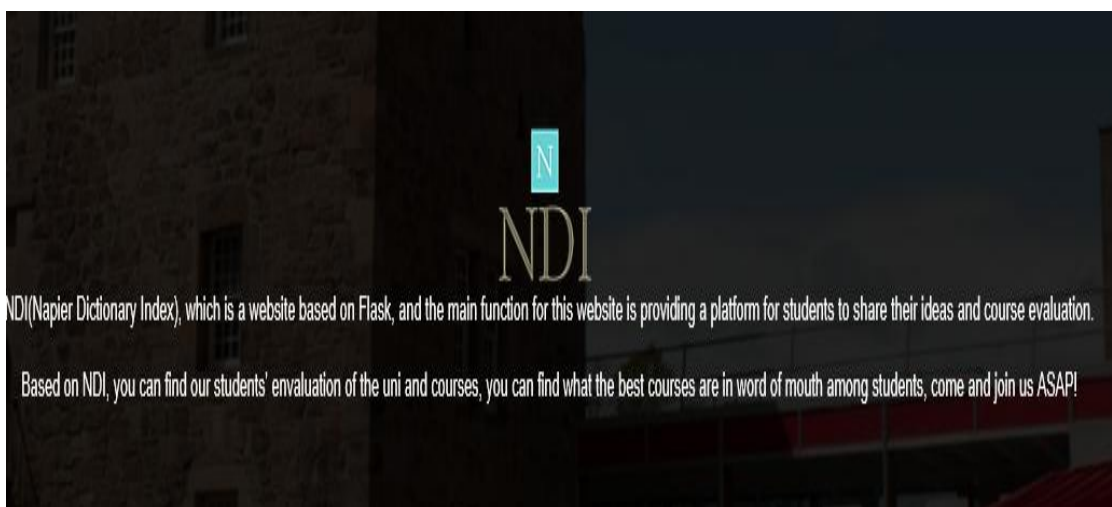 N
NDI
NDI(Napier Dictionary Index), which is a website based on Flask, and the main function for this website is providing a platform for students to share their ideas and course evaluation.
Based on NDI, you can find our students' envaluation of the uni and courses, you can find what the best courses are in word of mouth among students, come and join us ASAP!